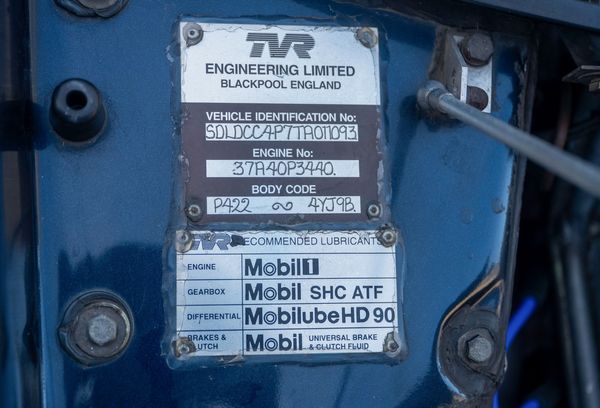 TVR
ENGINEERING LIMITED
BLACKPOOL ENGLAND
VEHICLE IDENTIFICATION No:
SDLDCC4P7TA011093
ENGINE No:
37A40P3440.
BODY CODE
P422 ~ 4YJ9B.
TVR RECOMMENDED LUBRICANTS
ENGINE Mobil 1
GEARBOX Mobil SHC ATF
DIFFERENTIAL Mobilube HD 90
BRAKES & CLUTCH Mobil UNIVERSAL BRAKE & CLUTCH FLUID